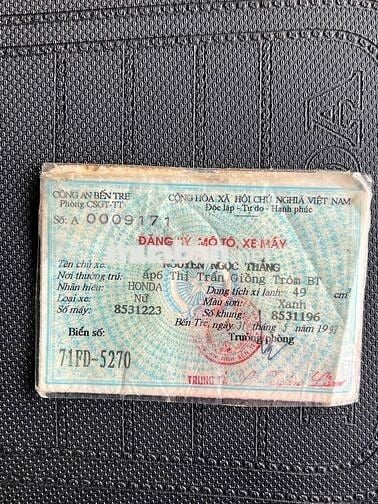 CÔNG AN BẾN TRE
Phòng CSGT-TT
CỘNG HÒA XÃ HỘI CHỦ NGHĨA VIỆT NAM
Độc lập - Tự do - Hạnh phúc
Số: A 0009171
ĐĂNG KÝ MÔ TÔ, XE MÁY
Tên chủ xe: NGUYỄN NGỌC THẮNG
Nơi thường trú: ấp6 Thị Trấn Giồng Trôm BT
Nhãn hiệu: HONDA Dung tích xi lanh: 49 cm³
Loại xe: Nữ Màu sơn: Xanh
Số máy: 8531223 Số khung: 8531196
Bến Tre, ngày 31 tháng 5 năm 199
Biển số: Trưởng phòng
71FD-5270
TRUNG TÁ